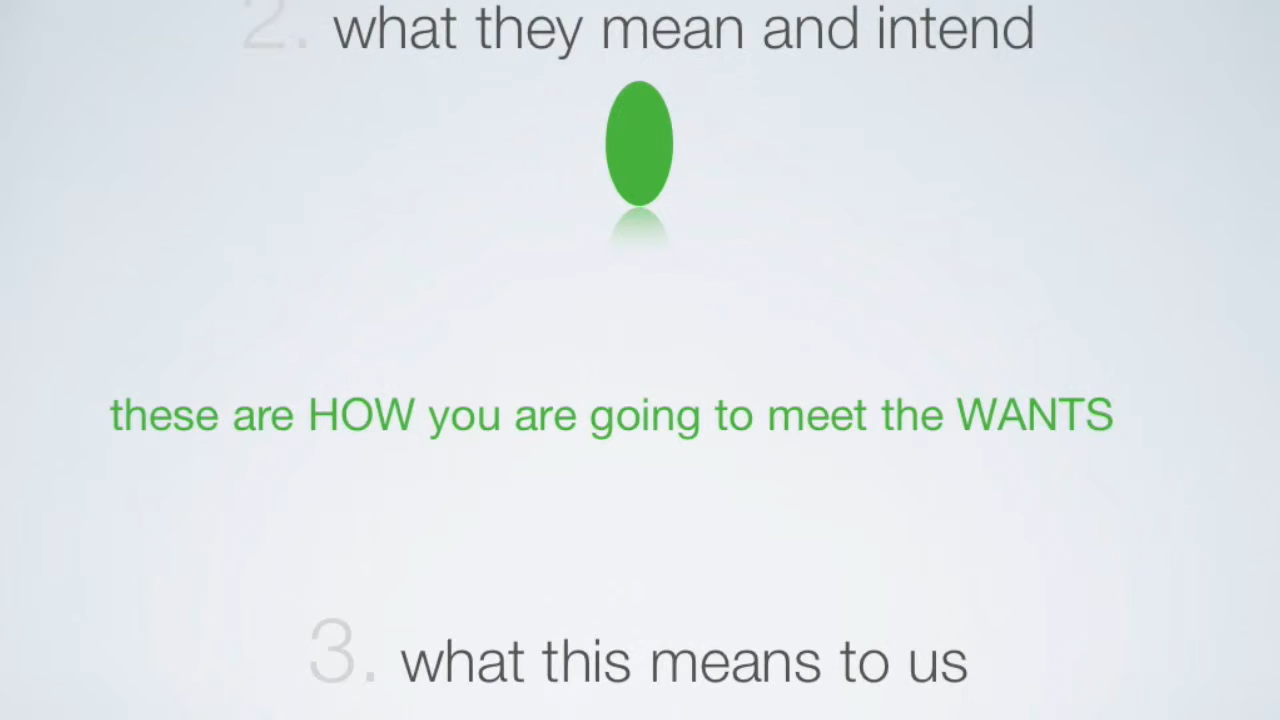 2. what they mean and intend
these are HOW you are going to meet the WANTS
3. what this means to us